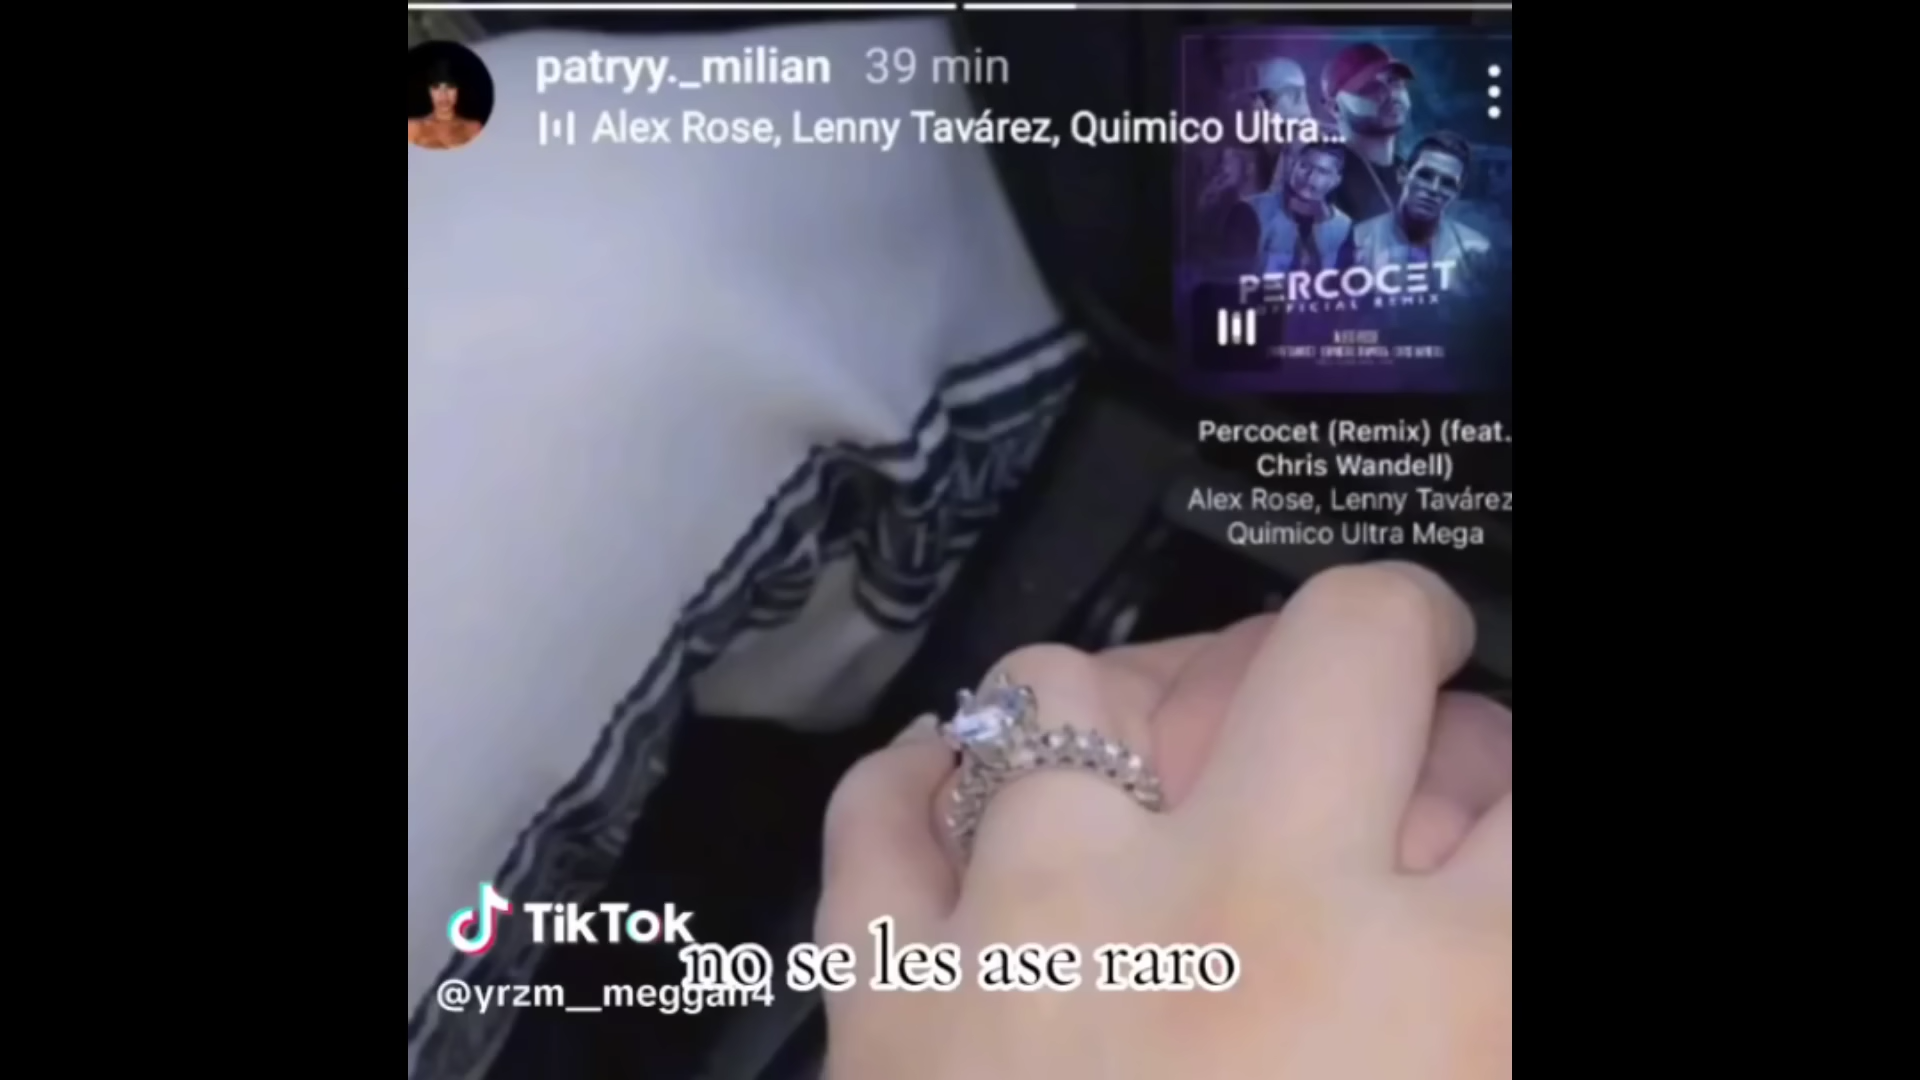 patryy._milian 39 min
Alex Rose, Lenny Tavárez, Quimico Ultra...
PERCOCET
OFFICIAL REMIX
Percocet (Remix) (feat.
Chris Wandell)
Alex Rose, Lenny Tavárez
Quimico Ultra Mega
TikTok
no se les ase raro
@yrzm__meggan4